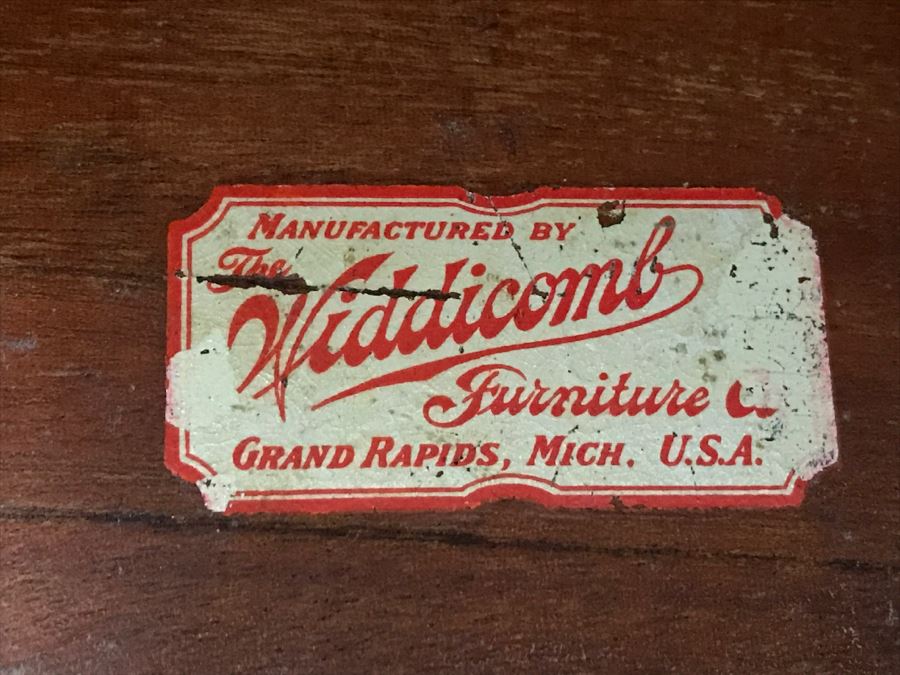 MANUFACTURED BY
The
Widdicomb
Furniture
GRAND RAPIDS, MICH. U.S.A.